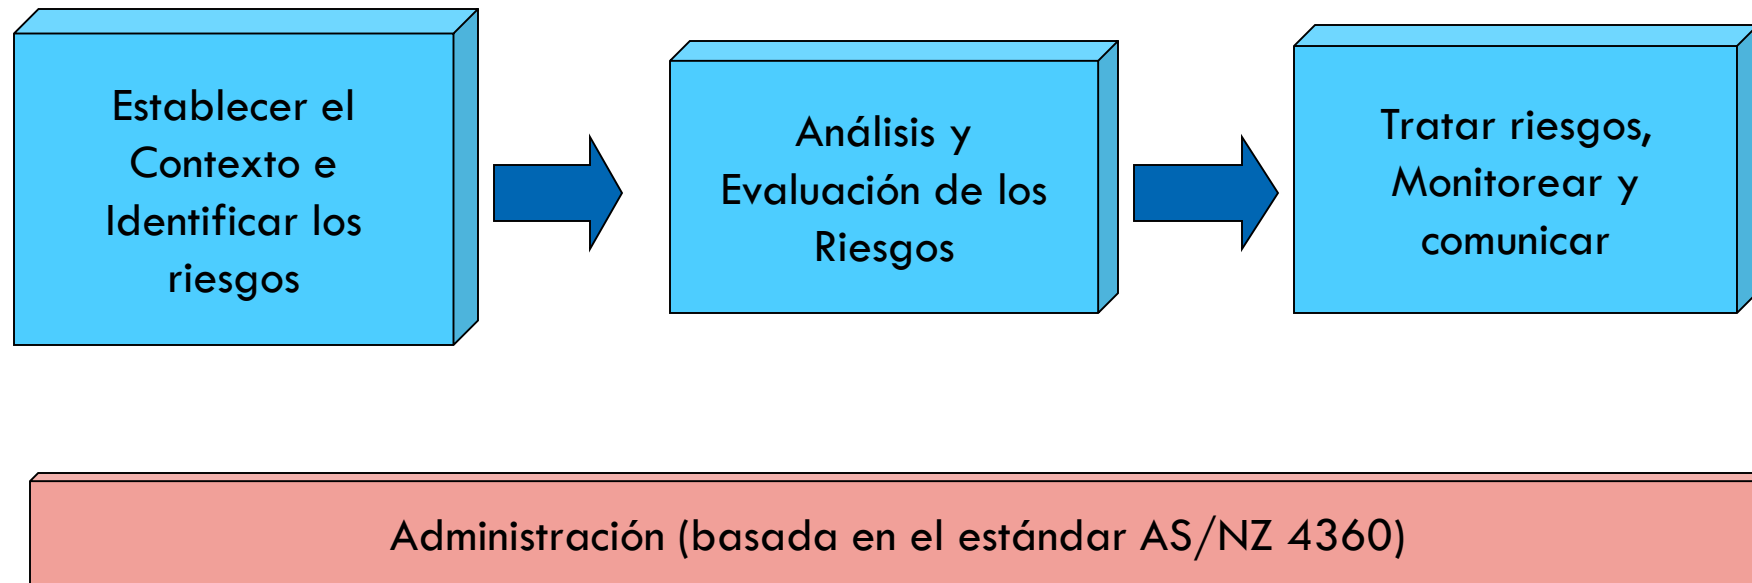 Establecer el
Contexto e
Identificar los
riesgos
Análisis y
Evaluación de los
Riesgos
Tratar riesgos,
Monitorear y
comunicar
Administración (basada en el estándar AS/NZ 4360)